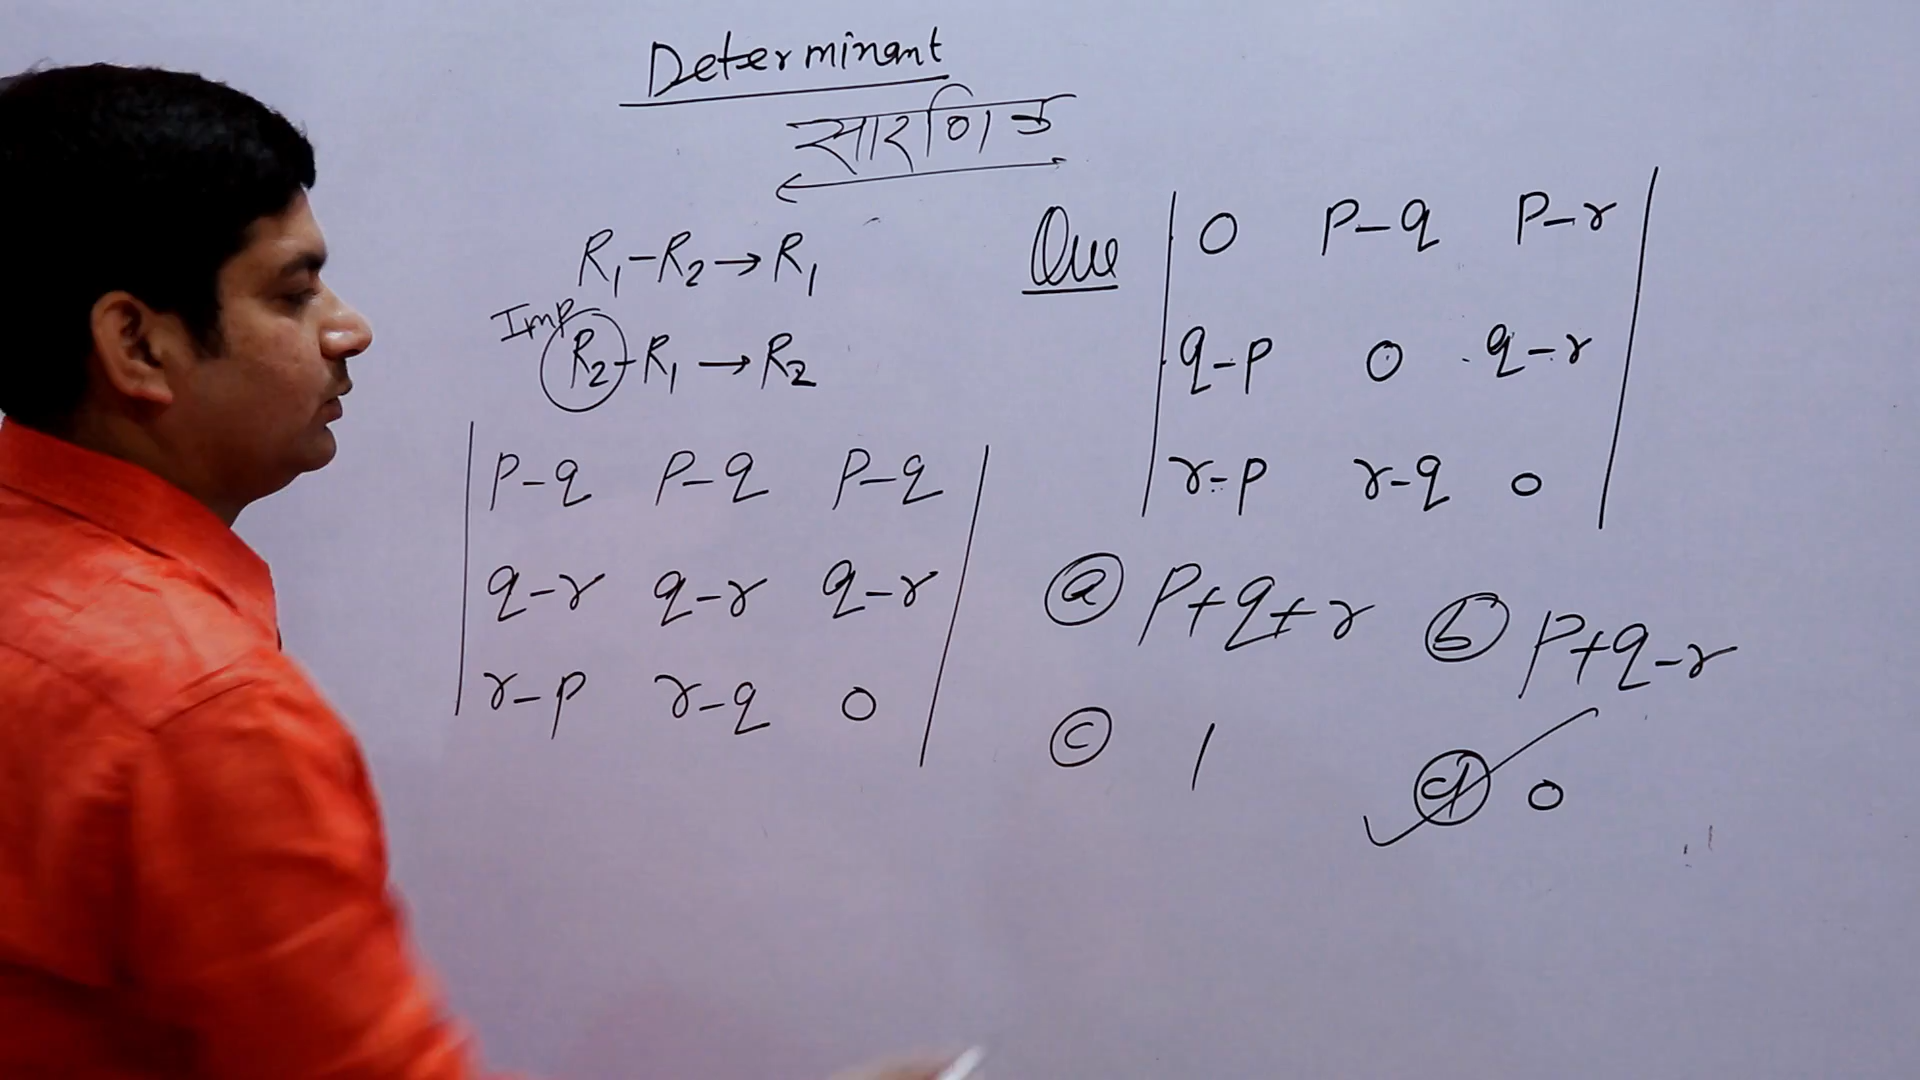 Determinant
सारणिक
R₁-R₂→R₁
Imp
R₂-R₁→R₂
p-q p-q p-q
q-r q-r q-r
r-p r-q 0
Que
0 p-q p-r
q-p 0 q-r
r-p r-q 0
(a) p+q+r (b) p+q-r
(c) 1 (d) 0